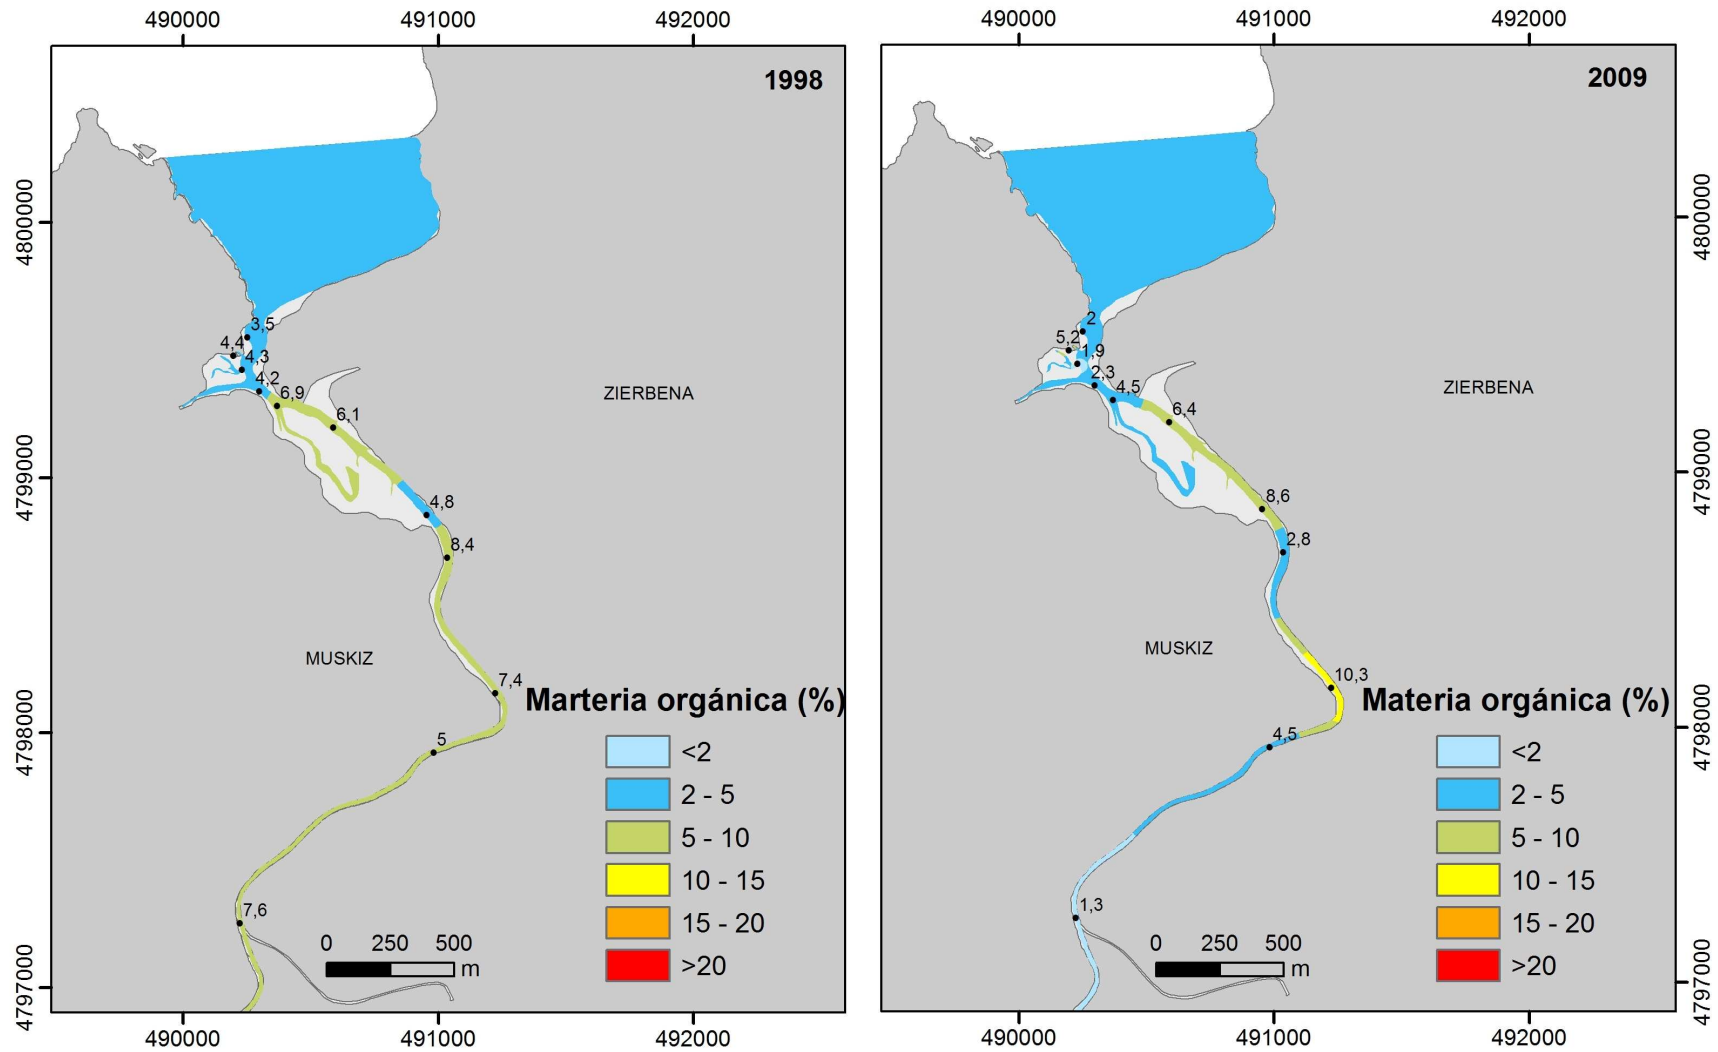 490000 491000 492000
1998
4800000
4799000
4798000
4797000
3,5
4,4
4,3
4,2
6,9
6,1
4,8
8,4
7,4
5
7,6
ZIERBENA
MUSKIZ
Marteria orgánica (%)
<2
2 - 5
5 - 10
10 - 15
15 - 20
>20
0 250 500
m
490000 491000 492000
490000 491000 492000
2009
2
5,2
1,9
2,3
4,5
6,4
8,6
2,8
10,3
4,5
1,3
ZIERBENA
MUSKIZ
Materia orgánica (%)
<2
2 - 5
5 - 10
10 - 15
15 - 20
>20
0 250 500
m
4800000
4799000
4798000
4797000
490000 491000 492000